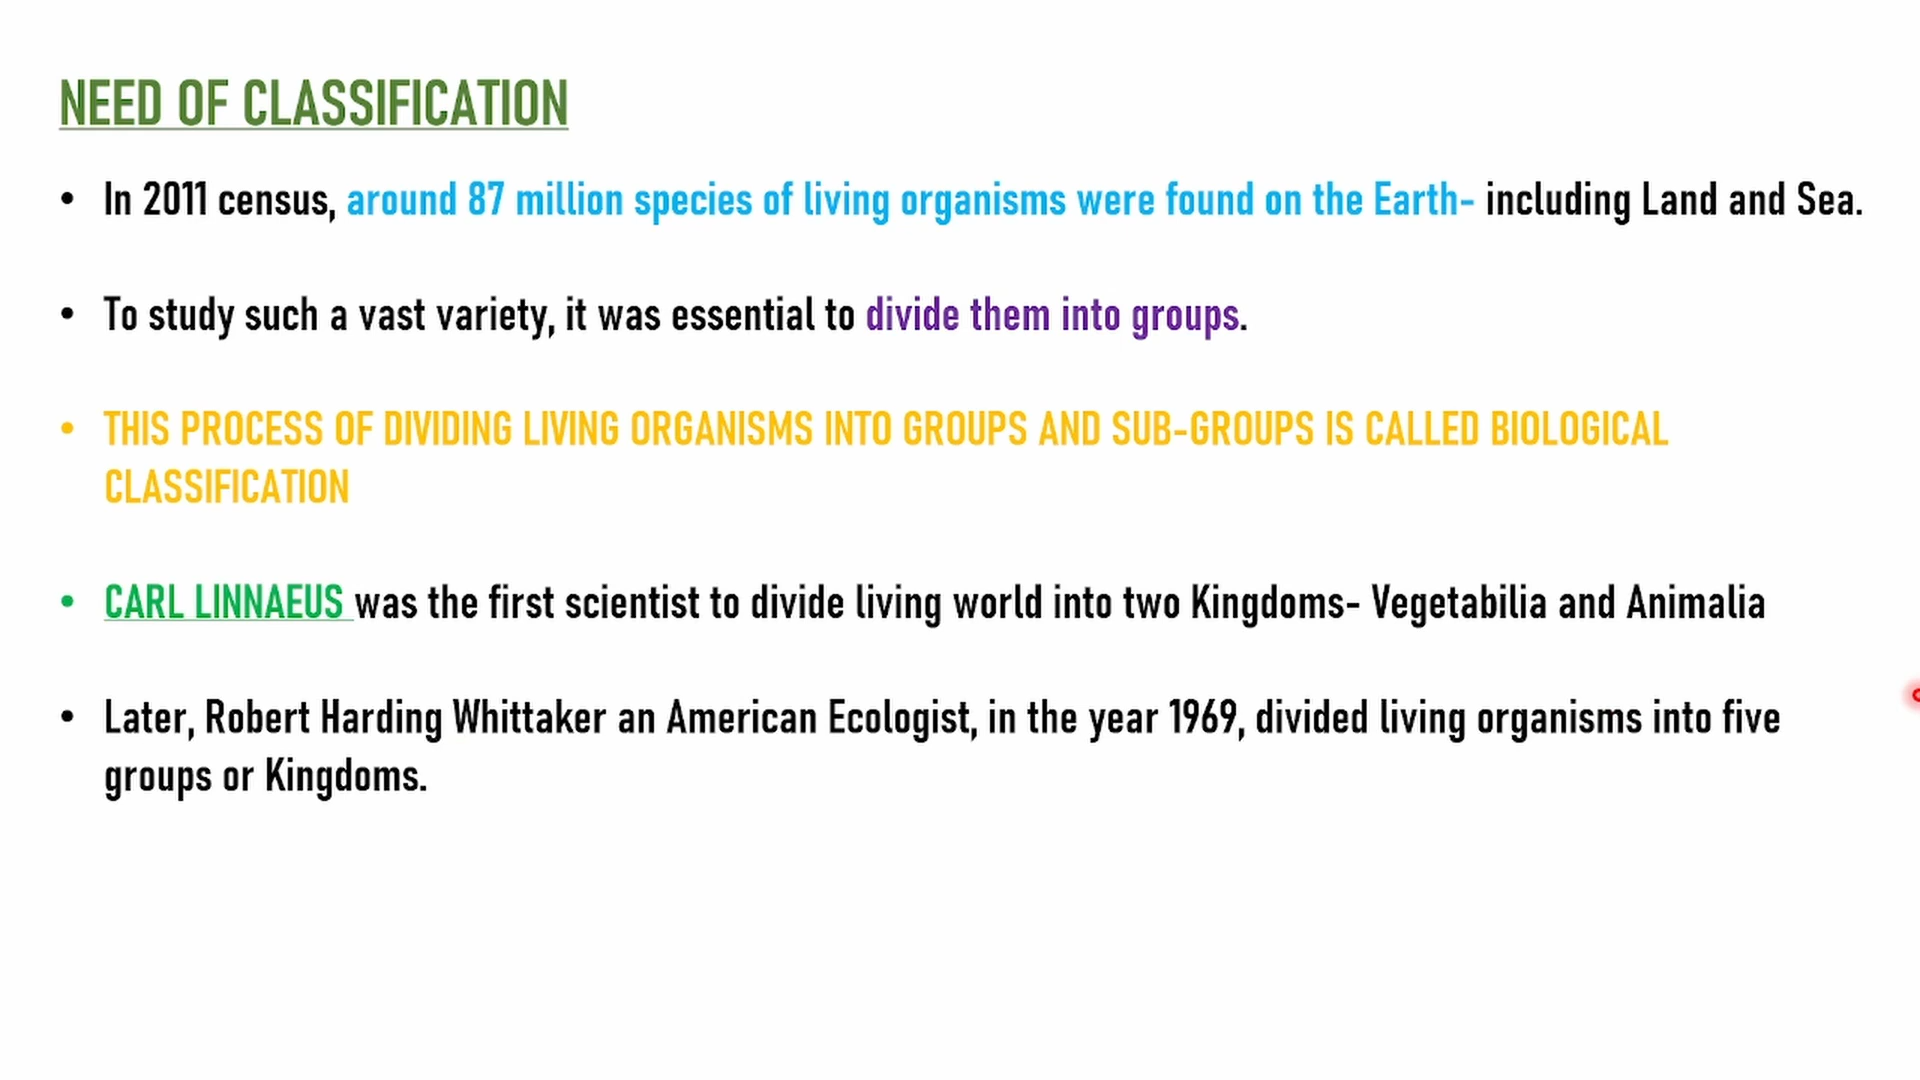 NEED OF CLASSIFICATION
• In 2011 census, around 87 million species of living organisms were found on the Earth- including Land and Sea.
• To study such a vast variety, it was essential to divide them into groups.
• THIS PROCESS OF DIVIDING LIVING ORGANISMS INTO GROUPS AND SUB-GROUPS IS CALLED BIOLOGICAL
CLASSIFICATION
• CARL LINNAEUS was the first scientist to divide living world into two Kingdoms- Vegetabilia and Animalia
• Later, Robert Harding Whittaker an American Ecologist, in the year 1969, divided living organisms into five
groups or Kingdoms.